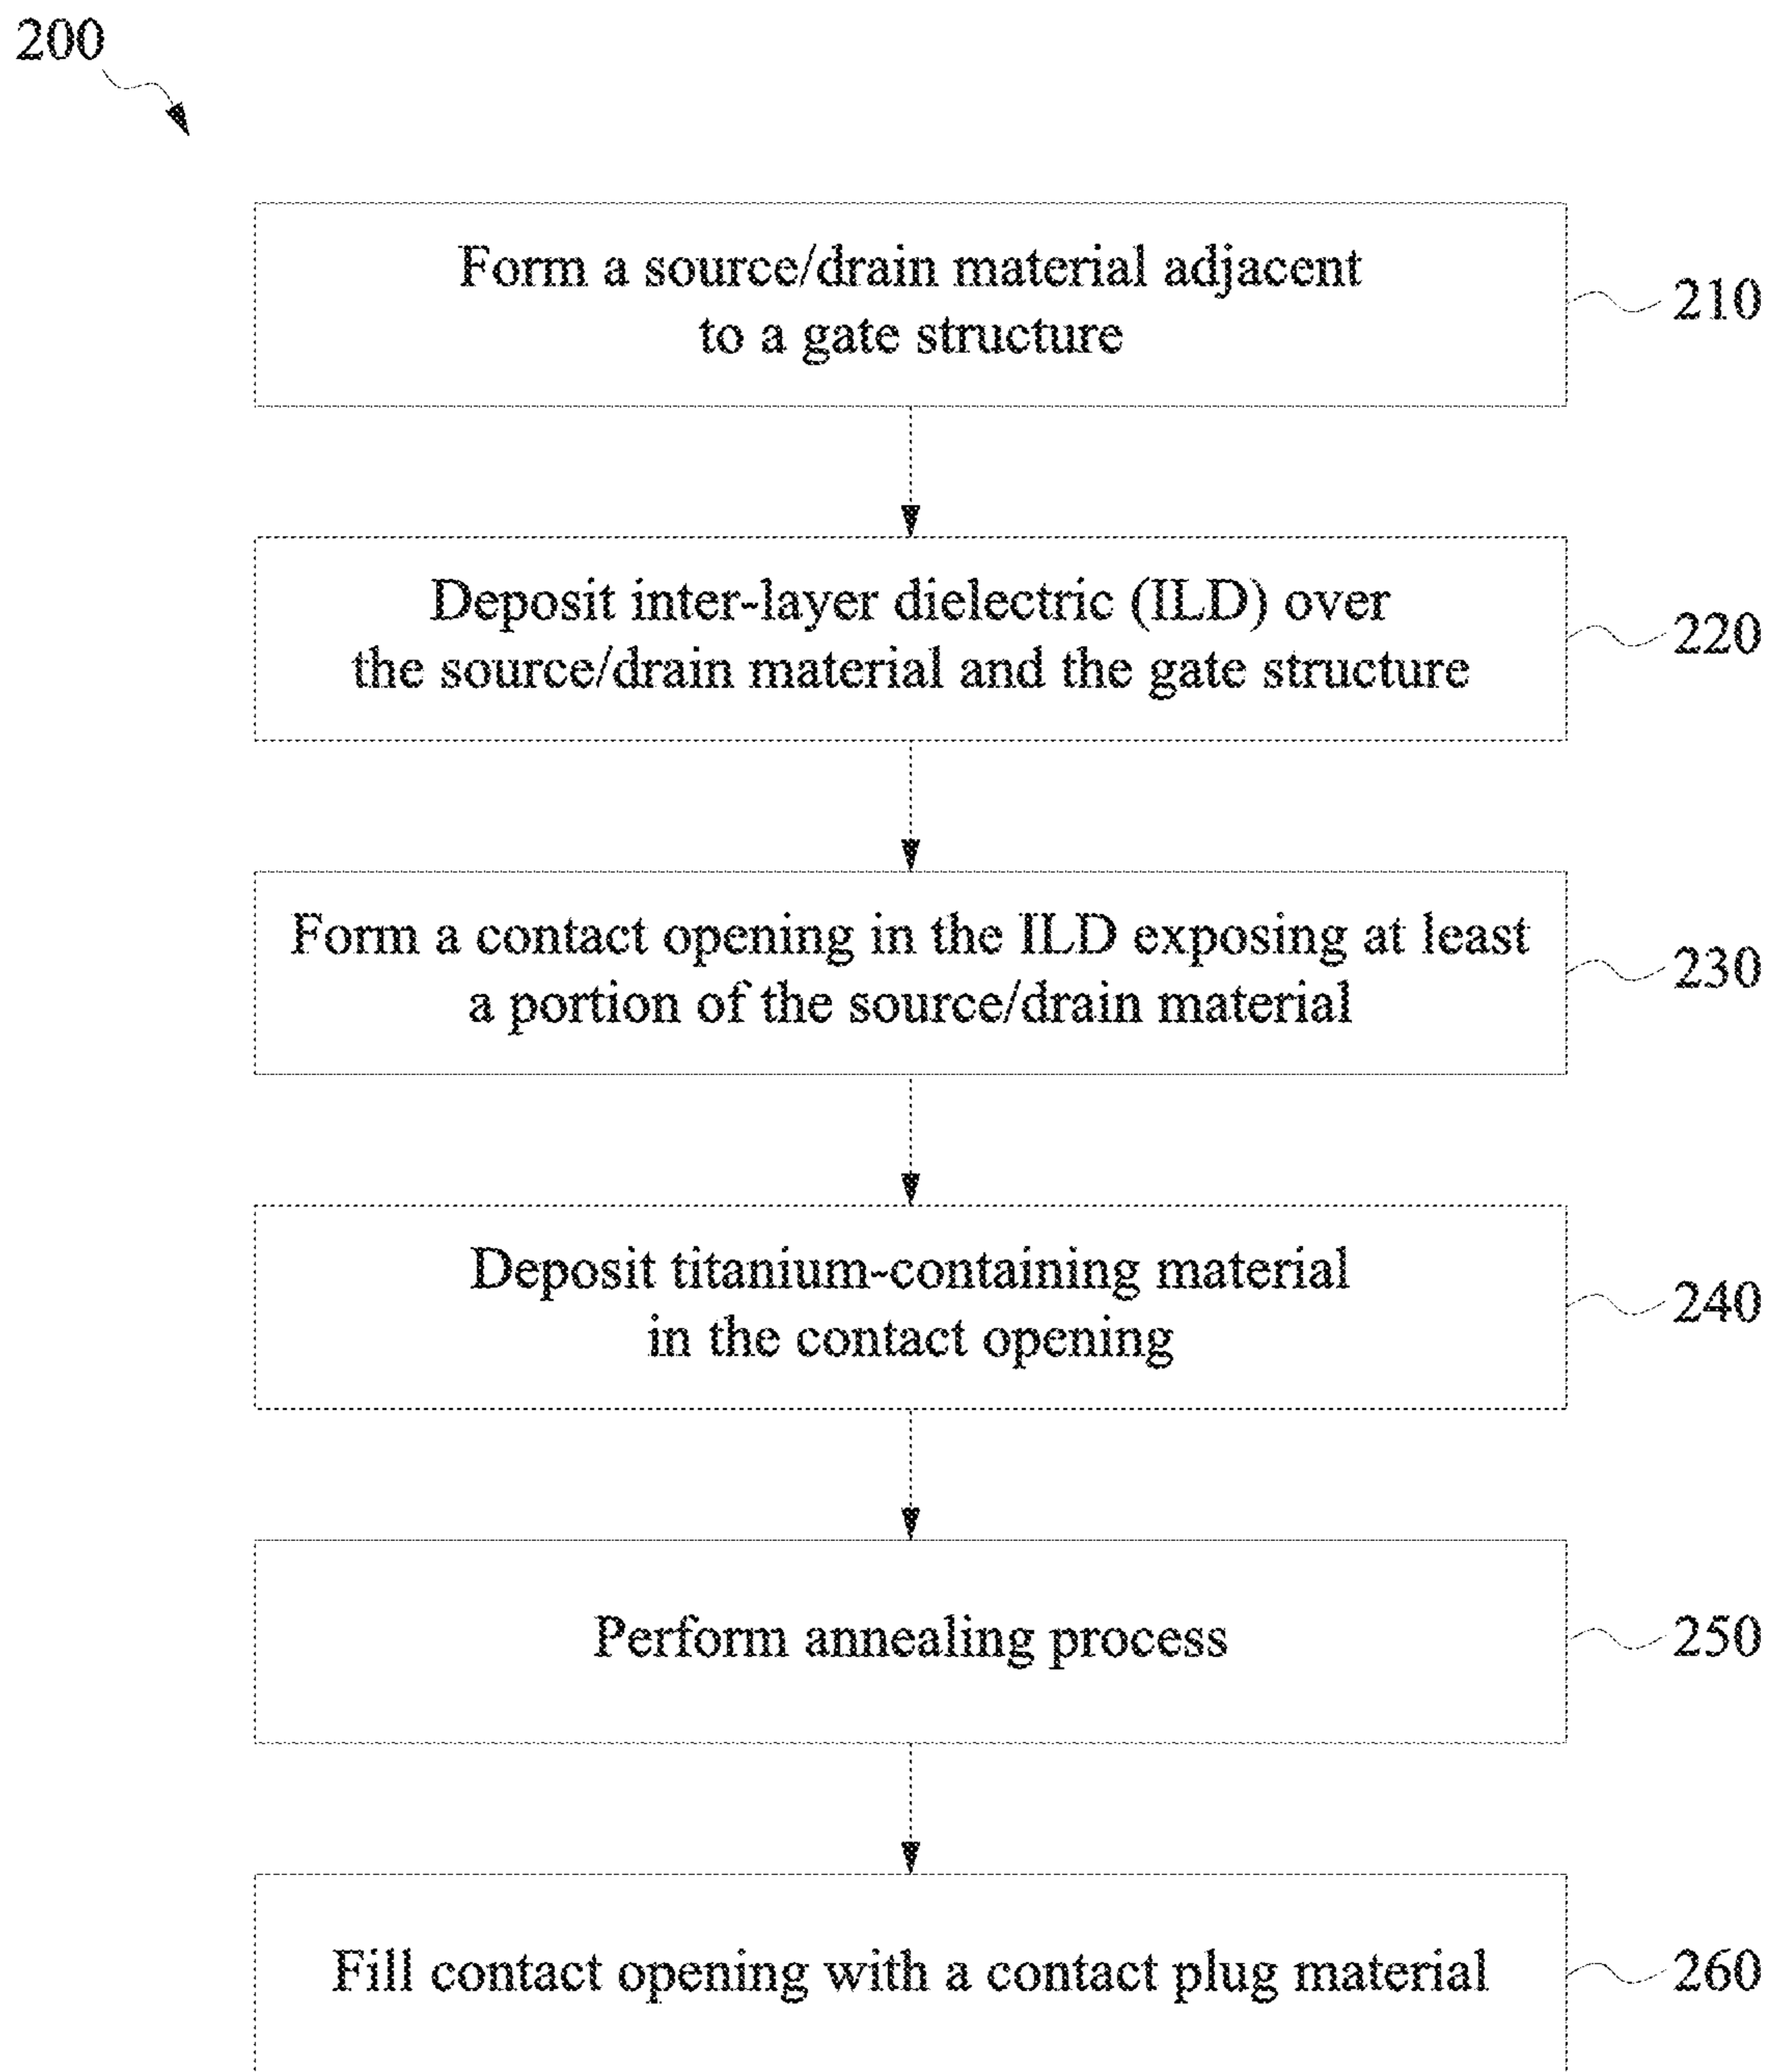 200
Form a source/drain material adjacent
to a gate structure
210
Deposit inter-layer dielectric (ILD) over
the source/drain material and the gate structure
220
Form a contact opening in the ILD exposing at least
a portion of the source/drain material
230
Deposit titanium-containing material
in the contact opening
240
Perform annealing process
250
Fill contact opening with a contact plug material
260